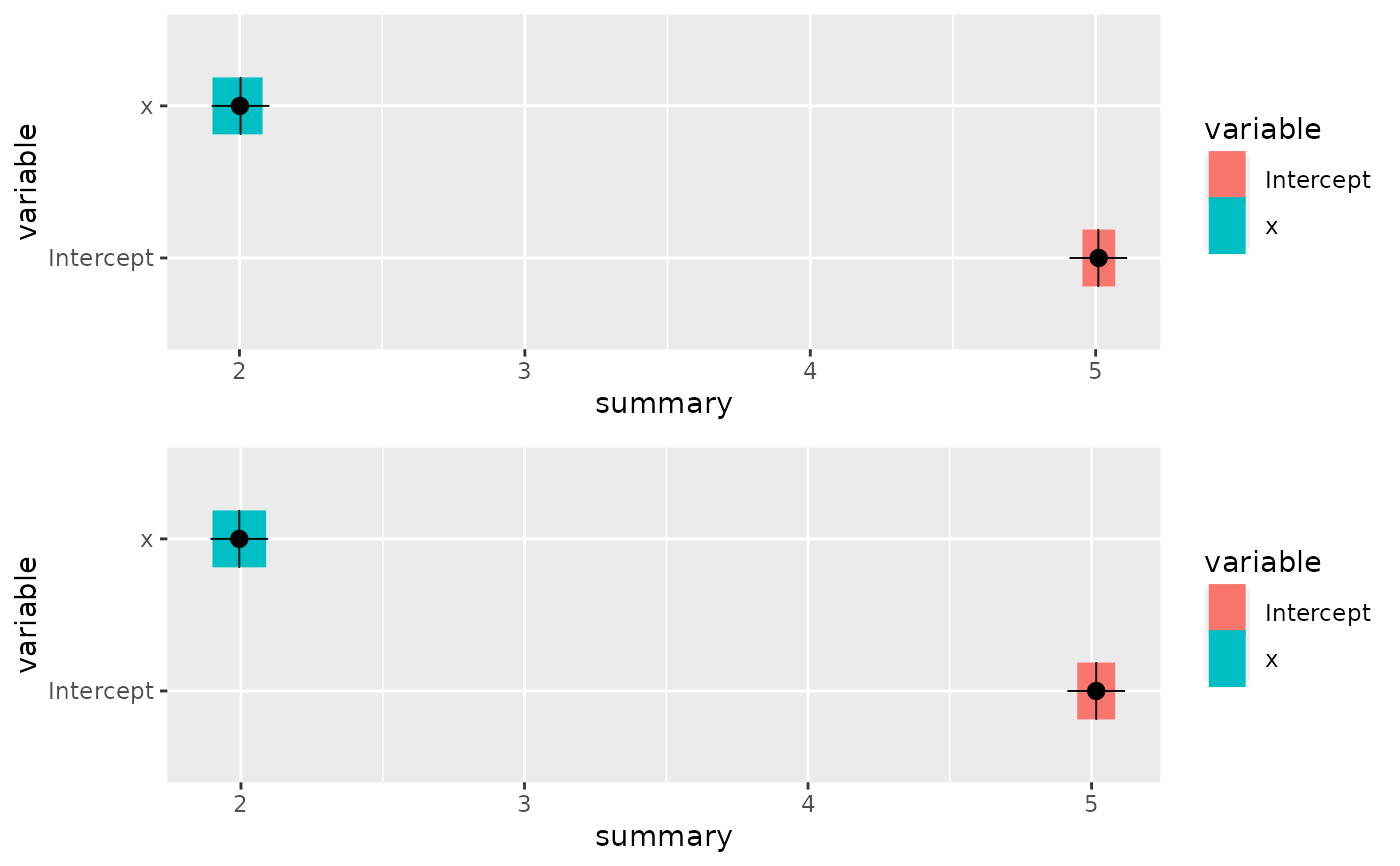 variable
x
Intercept
2 3 4 5
summary
variable
Intercept
x
variable
x
Intercept
2 3 4 5
summary
variable
Intercept
x